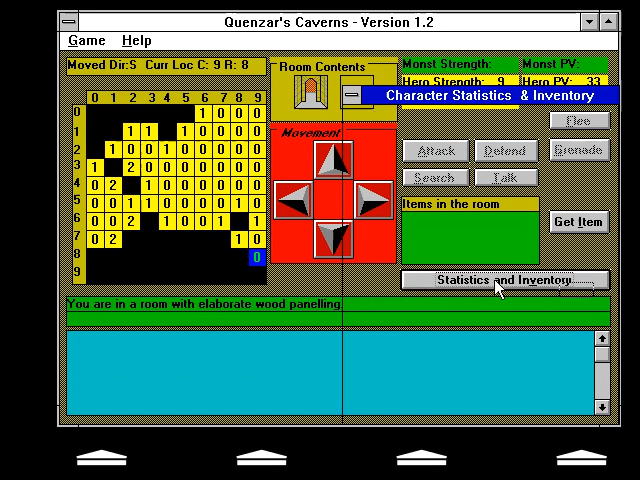 Quenzar's Caverns - Version 1.2
Game Help
Moved Dir:S Curr Loc C: 9 R: 8
Room Contents
Monst Strength:
Monst PV:
Hero Strength: 9
Hero PV: 33
Character Statistics & Inventory
0 1 2 3 4 5 6 7 8 9
0 1 0 0 0
1 1 1 1 0 0 0 0
2 1 0 0 1 0 0 0 0
3 1 2 0 0 0 0 0 0 0
4 0 2 1 0 0 0 0 0 0
5 0 0 1 1 0 0 0 0 0 0
6 0 0 2 1 0 0 1 1
7 0 2 1 0
8 0
9
Movement
Flee
Attack
Defend
Grenade
Search
Talk
Items in the room
Get Item
Statistics and Inventory
You are in a room with elaborate wood panelling.